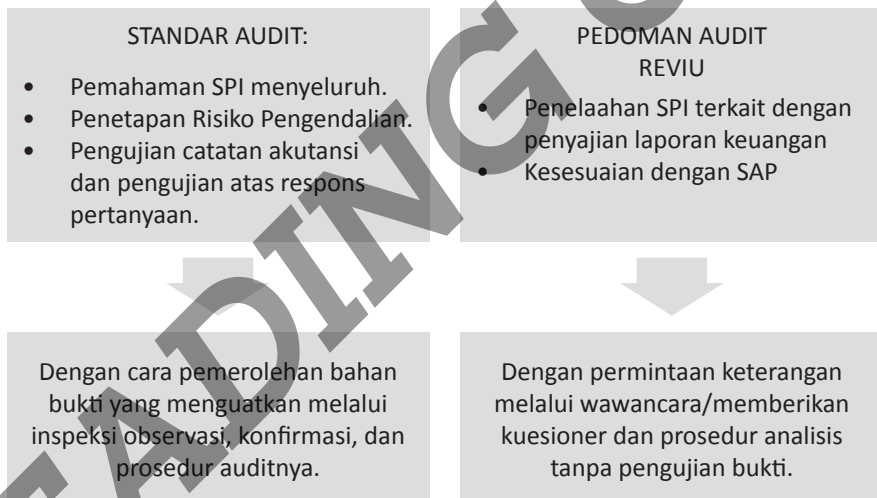 STANDAR AUDIT:
• Pemahaman SPI menyeluruh.
• Penetapan Risiko Pengendalian.
• Pengujian catatan akutansi
dan pengujian atas respons
pertanyaan.
PEDOMAN AUDIT
REVIU
• Penelaahan SPI terkait dengan
penyajian laporan keuangan
• Kesesuaian dengan SAP
Dengan cara pemerolehan bahan
bukti yang menguatkan melalui
inspeksi observasi, konfirmasi, dan
prosedur auditnya.
Dengan permintaan keterangan
melalui wawancara/memberikan
kuesioner dan prosedur analisis
tanpa pengujian bukti.